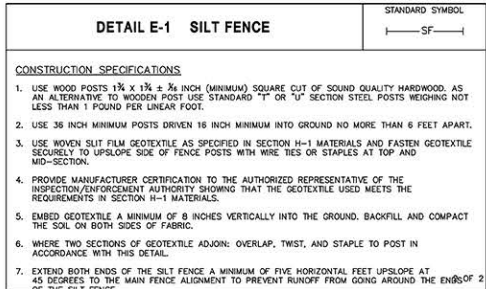 DETAIL E-1 SILT FENCE
STANDARD SYMBOL
SF
CONSTRUCTION SPECIFICATIONS
1. USE WOOD POSTS 1¾ X 1¾ ± 1/16 INCH (MINIMUM) SQUARE CUT OF SOUND QUALITY HARDWOOD. AS
AN ALTERNATIVE TO WOODEN POST USE STANDARD "T" OR "U" SECTION STEEL POSTS WEIGHING NOT
LESS THAN 1 POUND PER LINEAR FOOT.
2. USE 36 INCH MINIMUM POSTS DRIVEN 16 INCH MINIMUM INTO GROUND NO MORE THAN 6 FEET APART.
3. USE WOVEN SLIT FILM GEOTEXTILE AS SPECIFIED IN SECTION H-1 MATERIALS AND FASTEN GEOTEXTILE
SECURELY TO UPSLOPE SIDE OF FENCE POSTS WITH WIRE TIES OR STAPLES AT TOP AND
MID-SECTION.
4. PROVIDE MANUFACTURER CERTIFICATION TO THE AUTHORIZED REPRESENTATIVE OF THE
INSPECTION/ENFORCEMENT AUTHORITY SHOWING THAT THE GEOTEXTILE USED MEETS THE
REQUIREMENTS IN SECTION H-1 MATERIALS.
5. EMBED GEOTEXTILE A MINIMUM OF 8 INCHES VERTICALLY INTO THE GROUND. BACKFILL AND COMPACT
THE SOIL ON BOTH SIDES OF FABRIC.
6. WHERE TWO SECTIONS OF GEOTEXTILE ADJOIN: OVERLAP, TWIST, AND STAPLE TO POST IN
ACCORDANCE WITH THIS DETAIL.
7. EXTEND BOTH ENDS OF THE SILT FENCE A MINIMUM OF FIVE HORIZONTAL FEET UPSLOPE AT
45 DEGREES TO THE MAIN FENCE ALIGNMENT TO PREVENT RUNOFF FROM GOING AROUND THE ENDS
OF THE SILT FENCE
OF 2